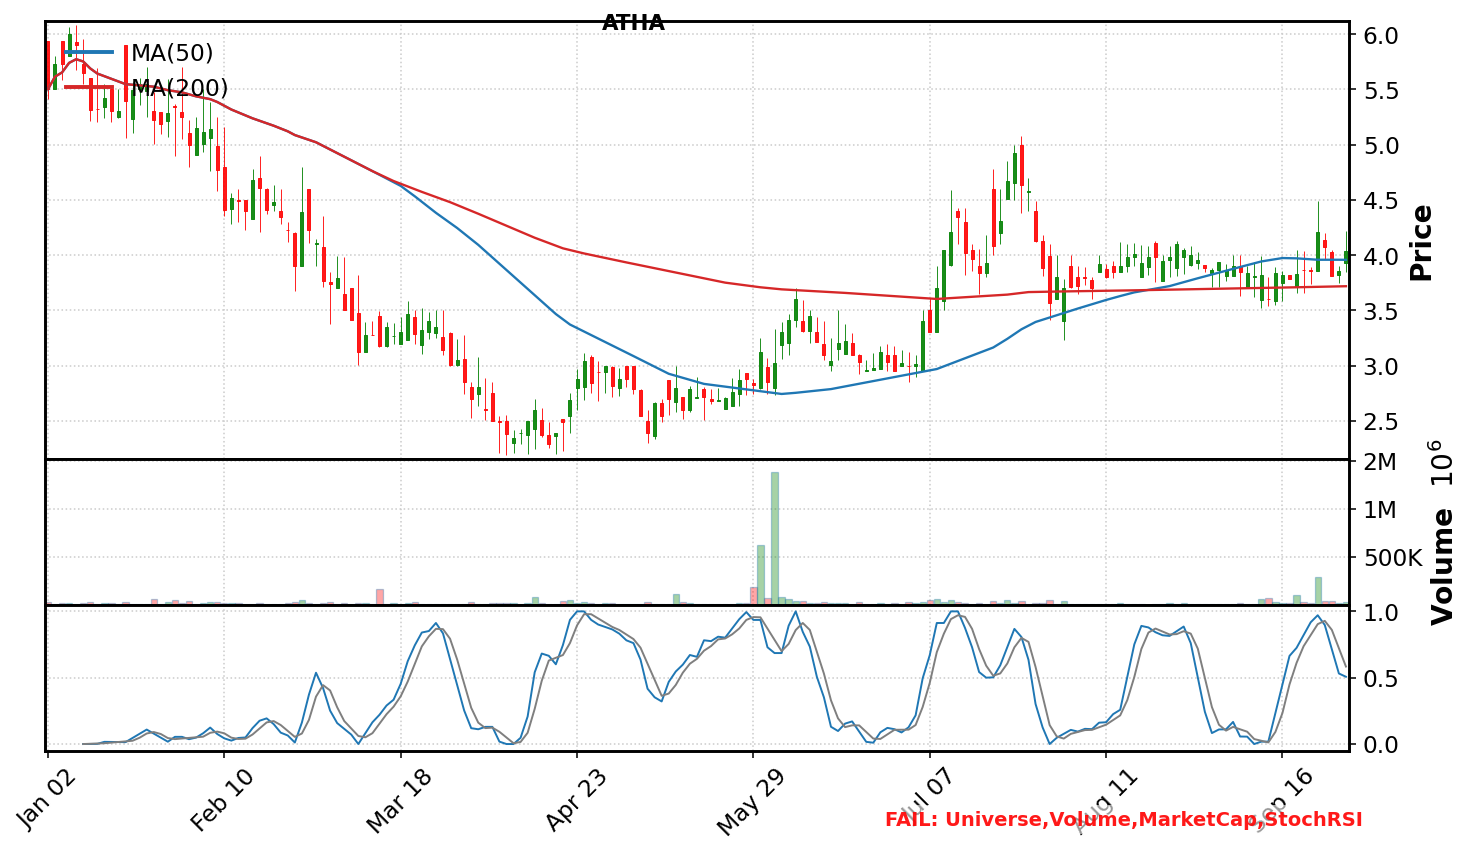 ATHA
MA(50)
MA(200)
6.0
5.5
5.0
4.5
4.0
3.5
3.0
2.5
Price
2M
1M
500K
Volume 10⁶
1.0
0.5
0.0
Jan 02
Feb 10
Mar 18
Apr 23
May 29
Jul 07
Aug 11
Sep 16
FAIL: Universe,Volume,MarketCap,StochRSI